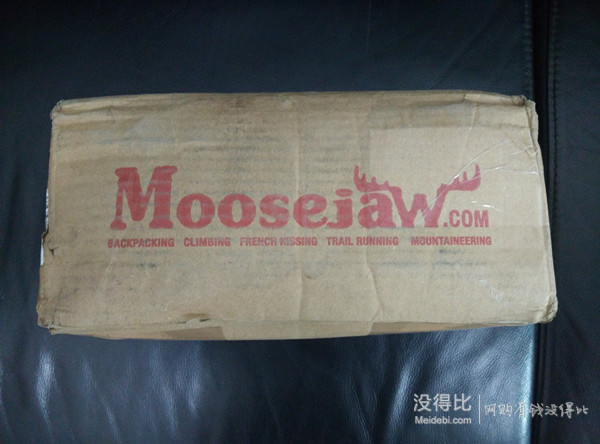 Moosejaw.COM
BACKPACKING CLIMBING FRENCH KISSING TRAIL RUNNING MOUNTAINEERING
没得比
Meidebi.com
网购有钱没得比